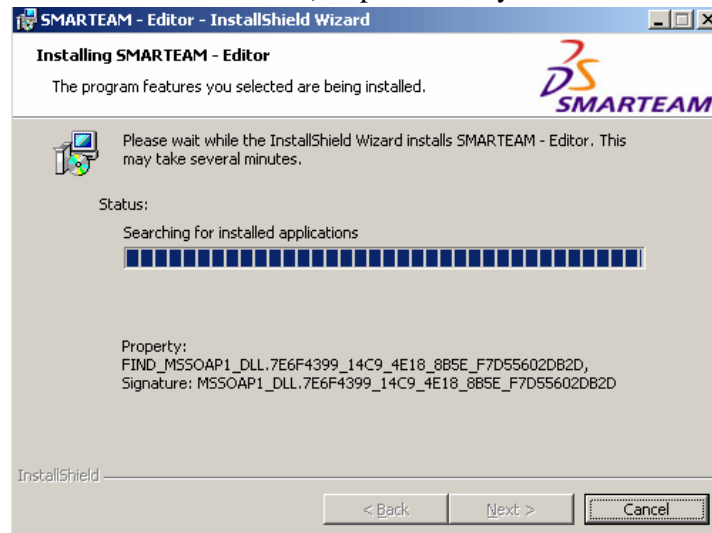 SMARTEAM - Editor - InstallShield Wizard
Installing SMARTEAM - Editor
The program features you selected are being installed.
SMARTEAM
Please wait while the InstallShield Wizard installs SMARTEAM - Editor. This
may take several minutes.
Status:
Searching for installed applications
Property:
FIND_MSSOAP1_DLL.7E6F4399_14C9_4E18_8B5E_F7D55602DB2D,
Signature: MSSOAP1_DLL.7E6F4399_14C9_4E18_8B5E_F7D55602DB2D
InstallShield
< Back
Next >
Cancel